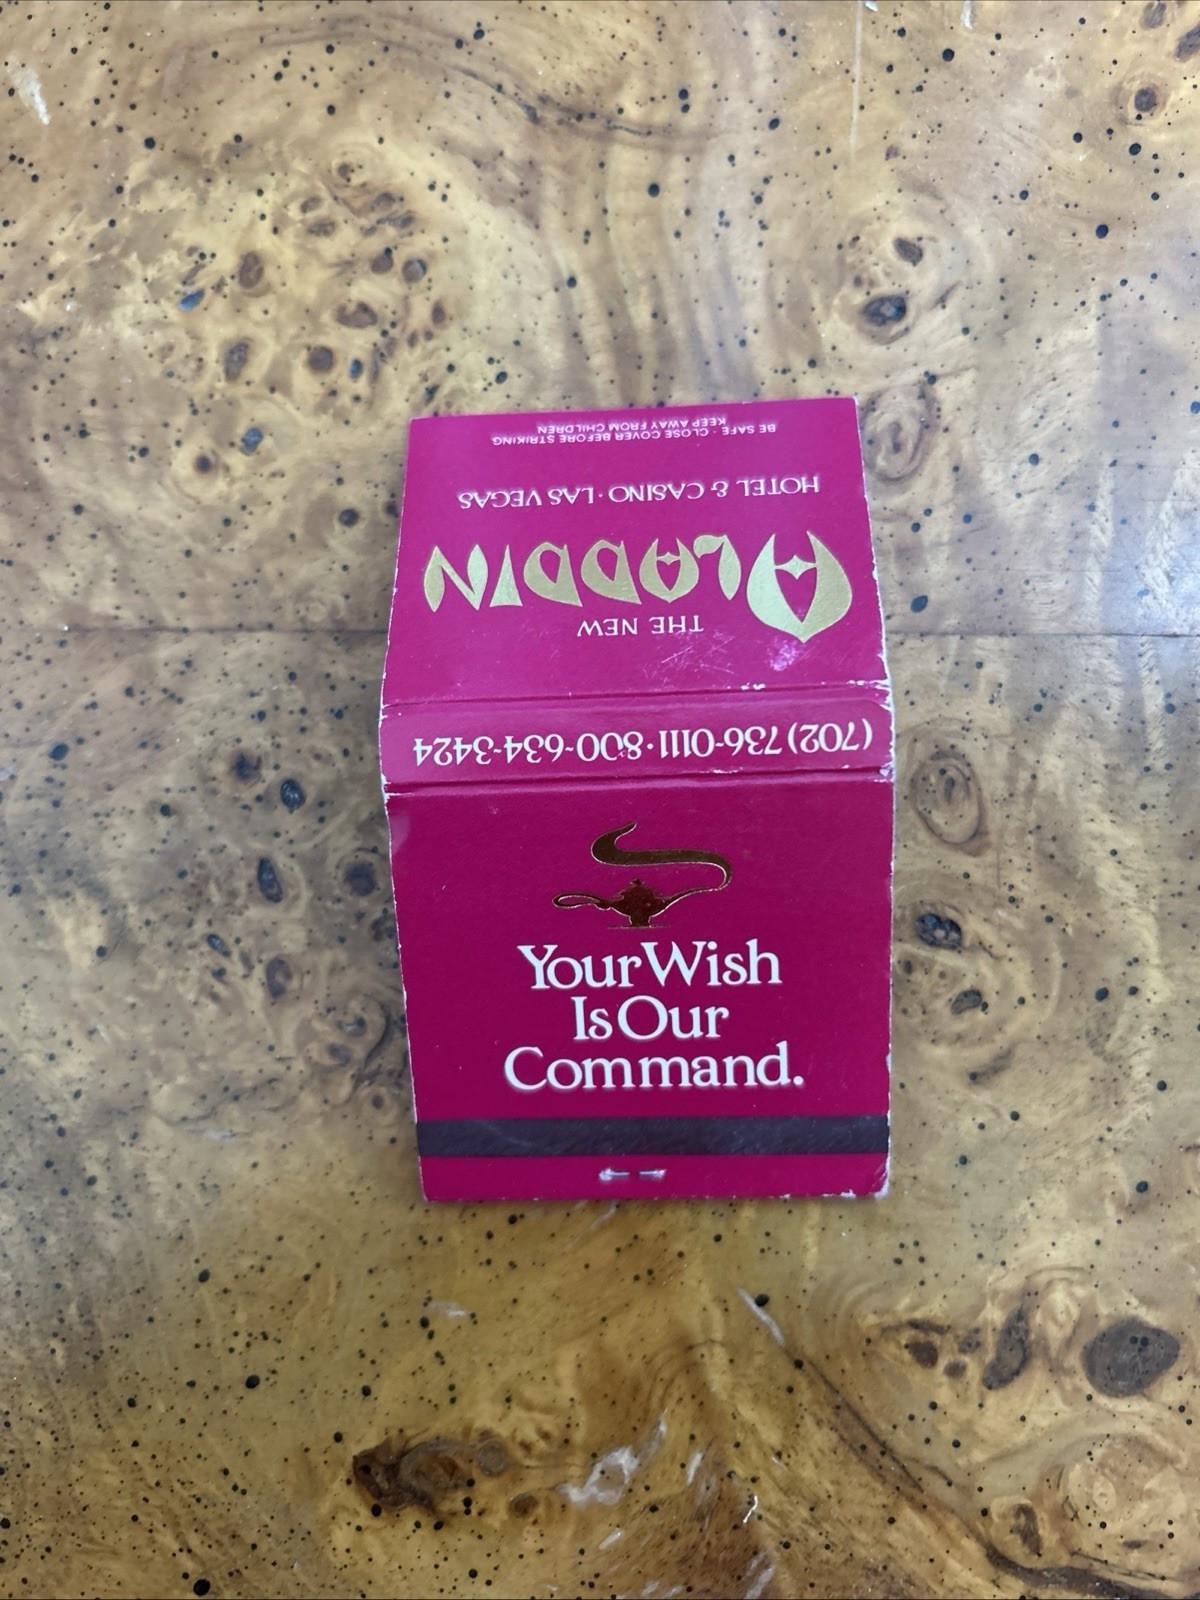 BE SAFE - CLOSE COVER BEFORE STRIKING
KEEP AWAY FROM CHILDREN
HOTEL & CASINO · LAS VEGAS
ALADDIN
THE NEW
(702) 736-0111 · 800-634-3424
Your Wish
Is Our
Command.